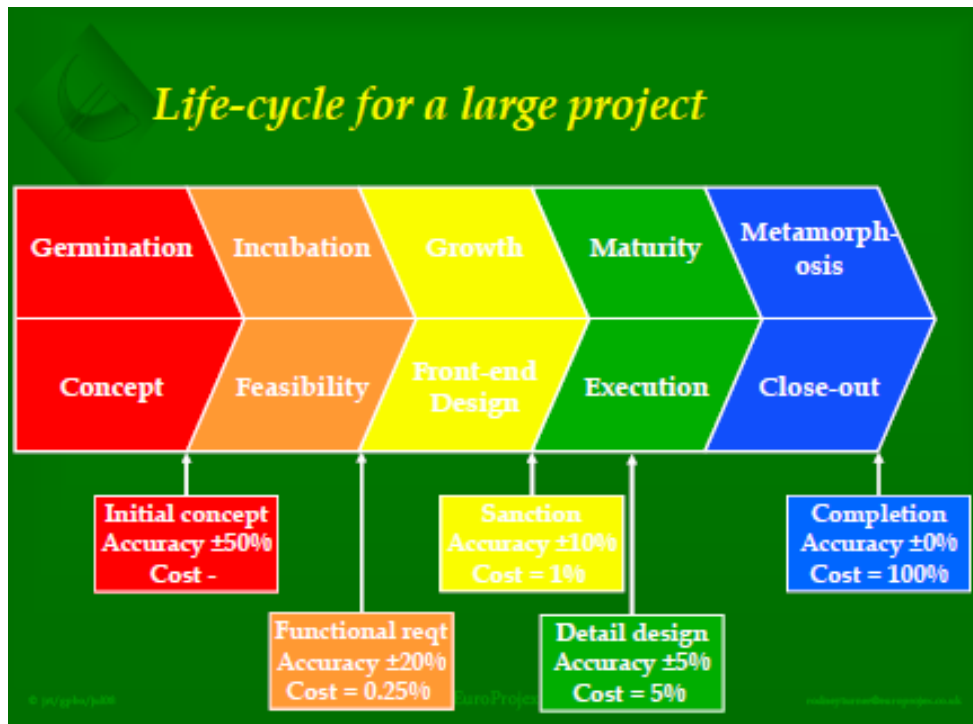 Life-cycle for a large project
Germination
Incubation
Growth
Maturity
Metamorph-
osis
Concept
Feasibility
Front-end
Design
Execution
Close-out
Initial concept
Accuracy ±50%
Cost -
Sanction
Accuracy ±10%
Cost = 1%
Completion
Accuracy ±0%
Cost = 100%
Functional reqt
Accuracy ±20%
Cost = 0.25%
Detail design
Accuracy ±5%
Cost = 5%